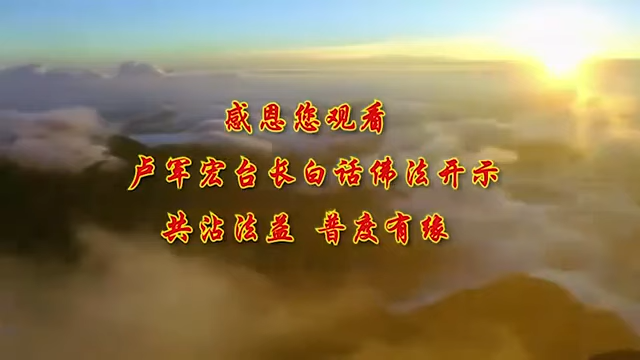 感恩您观看
卢军宏台长白话佛法开示
共沾法益 普度有缘